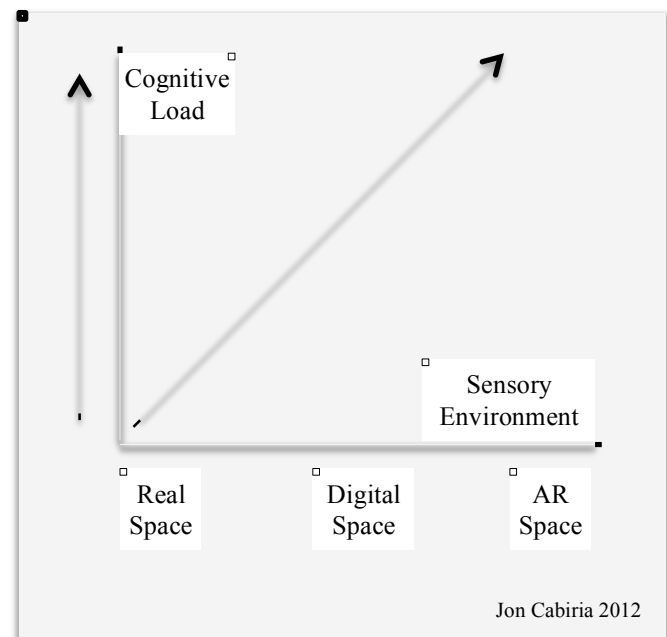 Cognitive
Load
Sensory
Environment
Real
Space
Digital
Space
AR
Space
Jon Cabiria 2012